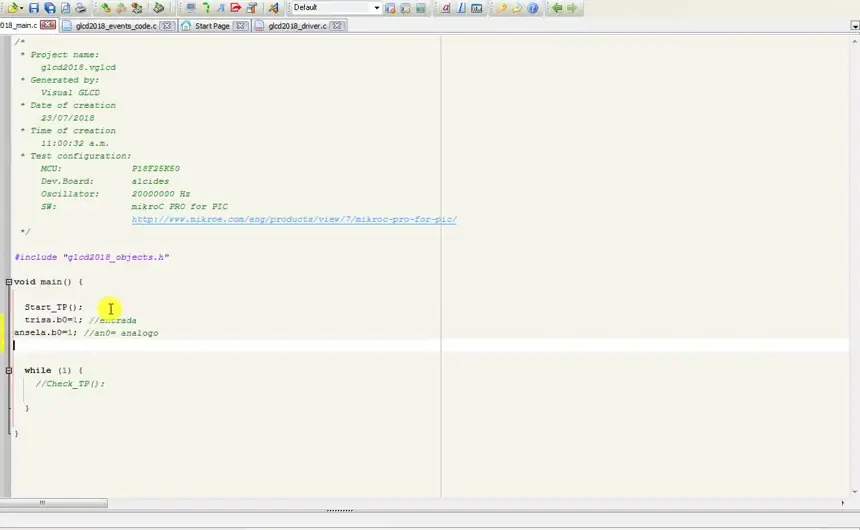 Default
018_main.c glcd2018_events_code.c Start Page glcd2018_driver.c
/*
* Project name:
glcd2018.vglcd
* Generated by:
Visual GLCD
* Date of creation
23/07/2018
* Time of creation
11:00:32 a.m.
* Test configuration:
MCU: P18F25K50
Dev.Board: alcides
Oscillator: 20000000 Hz
SW: mikroC PRO for PIC
http://www.mikroe.com/eng/products/view/7/mikroc-pro-for-pic/
*/
#include "glcd2018_objects.h"
void main() {
Start_TP();
trisa.b0=1; //entrada
ansela.b0=1; //an0= analogo
while (1) {
//Check_TP();
}
}